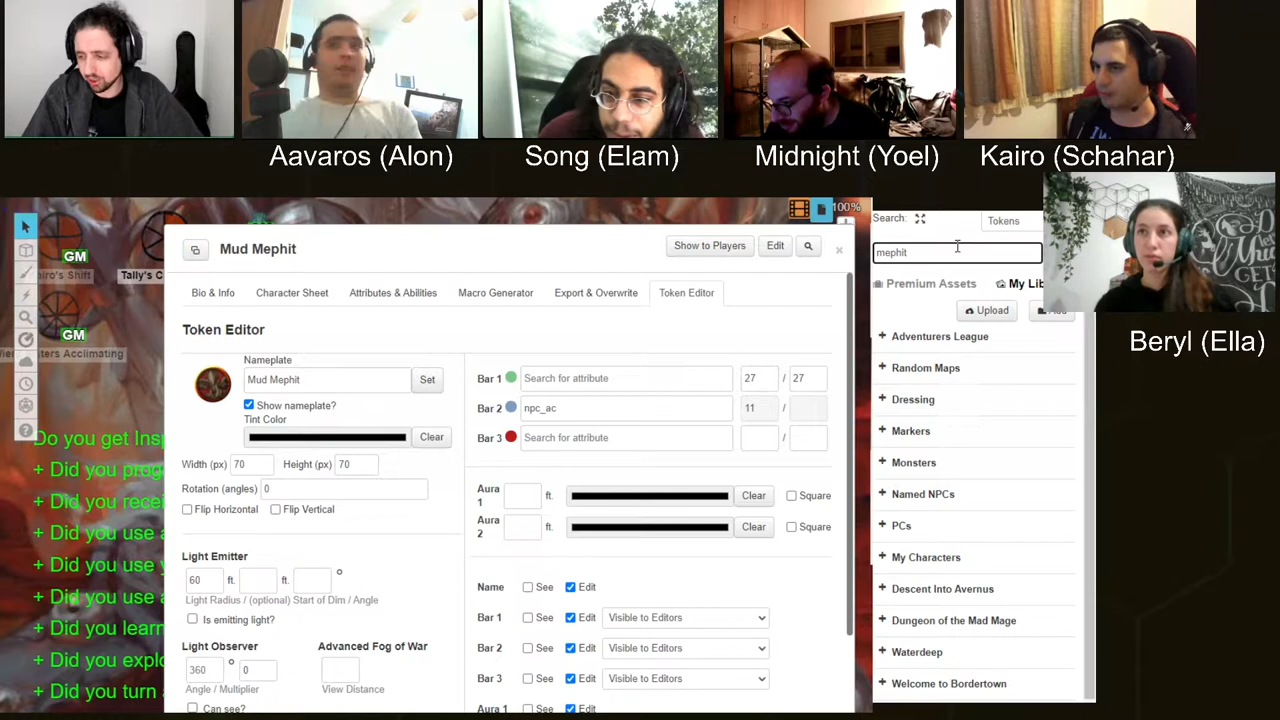 Aavaros (Alon)
Song (Elam)
Midnight (Yoel)
Kairo (Schahar)
Beryl (Ella)
100%
Search:
Tokens
mephit
Premium Assets
My Lib
Upload
Adventurers League
Random Maps
Dressing
Markers
Monsters
Named NPCs
PCs
My Characters
Descent Into Avernus
Dungeon of the Mad Mage
Waterdeep
Welcome to Bordertown
GM
Shift
Tally's C
GM
Acclimating
Do you get Insp
+ Did you prog
+ Did you recei
+ Did you use a
+ Did you use y
+ Did you use a
+ Did you learn
+ Did you explo
+ Did you turn a
Mud Mephit
Show to Players
Edit
×
Bio & Info
Character Sheet
Attributes & Abilities
Macro Generator
Export & Overwrite
Token Editor
Token Editor
Nameplate
Mud Mephit
Set
Show nameplate?
Tint Color
Clear
Width (px) 70 Height (px) 70
Rotation (angles) 0
Flip Horizontal Flip Vertical
Light Emitter
60 ft. ft. °
Light Radius / (optional) Start of Dim / Angle
Is emitting light?
Light Observer
360 ° 0
Angle / Multiplier
Can see?
Advanced Fog of War
View Distance
Bar 1 Search for attribute 27 / 27
Bar 2 npc_ac 11 /
Bar 3 Search for attribute /
Aura 1 ft. Clear Square
Aura 2 ft. Clear Square
Name See Edit
Bar 1 See Edit Visible to Editors
Bar 2 See Edit Visible to Editors
Bar 3 See Edit Visible to Editors
Aura 1 See Edit